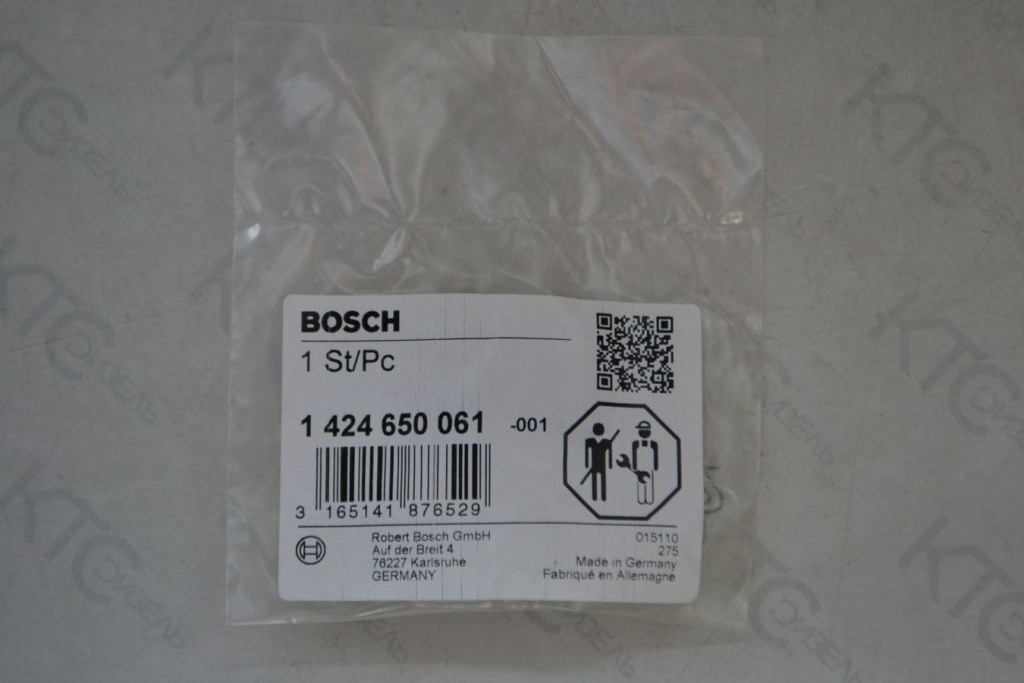 BOSCH
1 St/Pc
1 424 650 061 -001
3 165141 876529
Robert Bosch GmbH
Auf der Breit 4
76227 Karlsruhe
GERMANY
015110
275
Made in Germany
Fabriqué en Allemagne